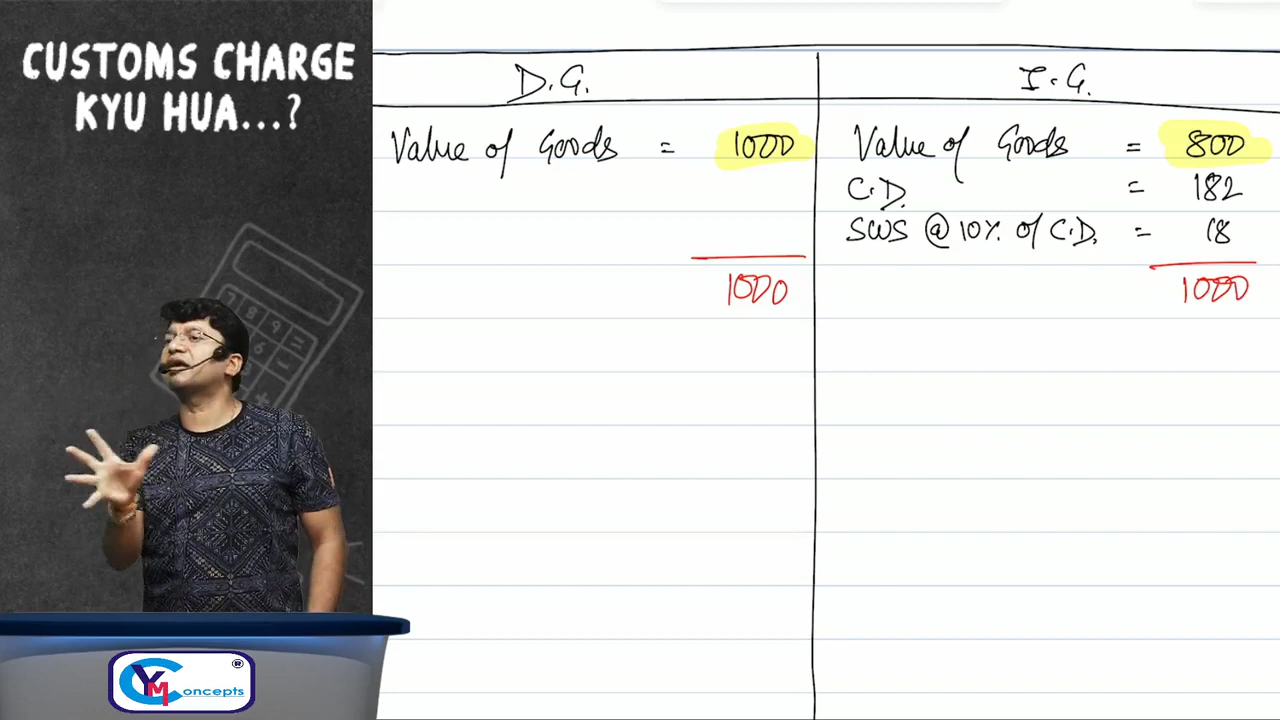 CUSTOMS CHARGE
KYU HUA...?
D.G.
Value of Goods = 1000
1000
I.G.
Value of Goods = 800
C.D. = 182
SWS @ 10% of C.D. = 18
1000
YM Concepts ®